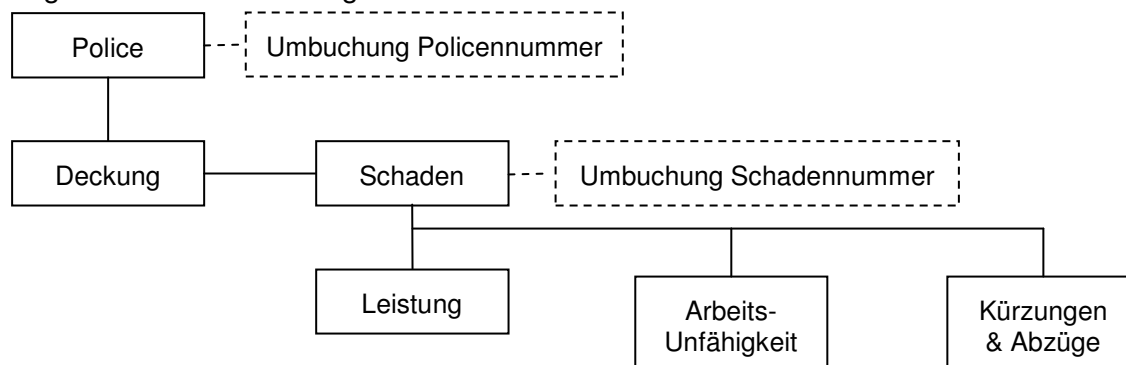 Police
Umbuchung Policennummer
Deckung
Schaden
Umbuchung Schadennummer
Leistung
Arbeits-
Unfähigkeit
Kürzungen
& Abzüge